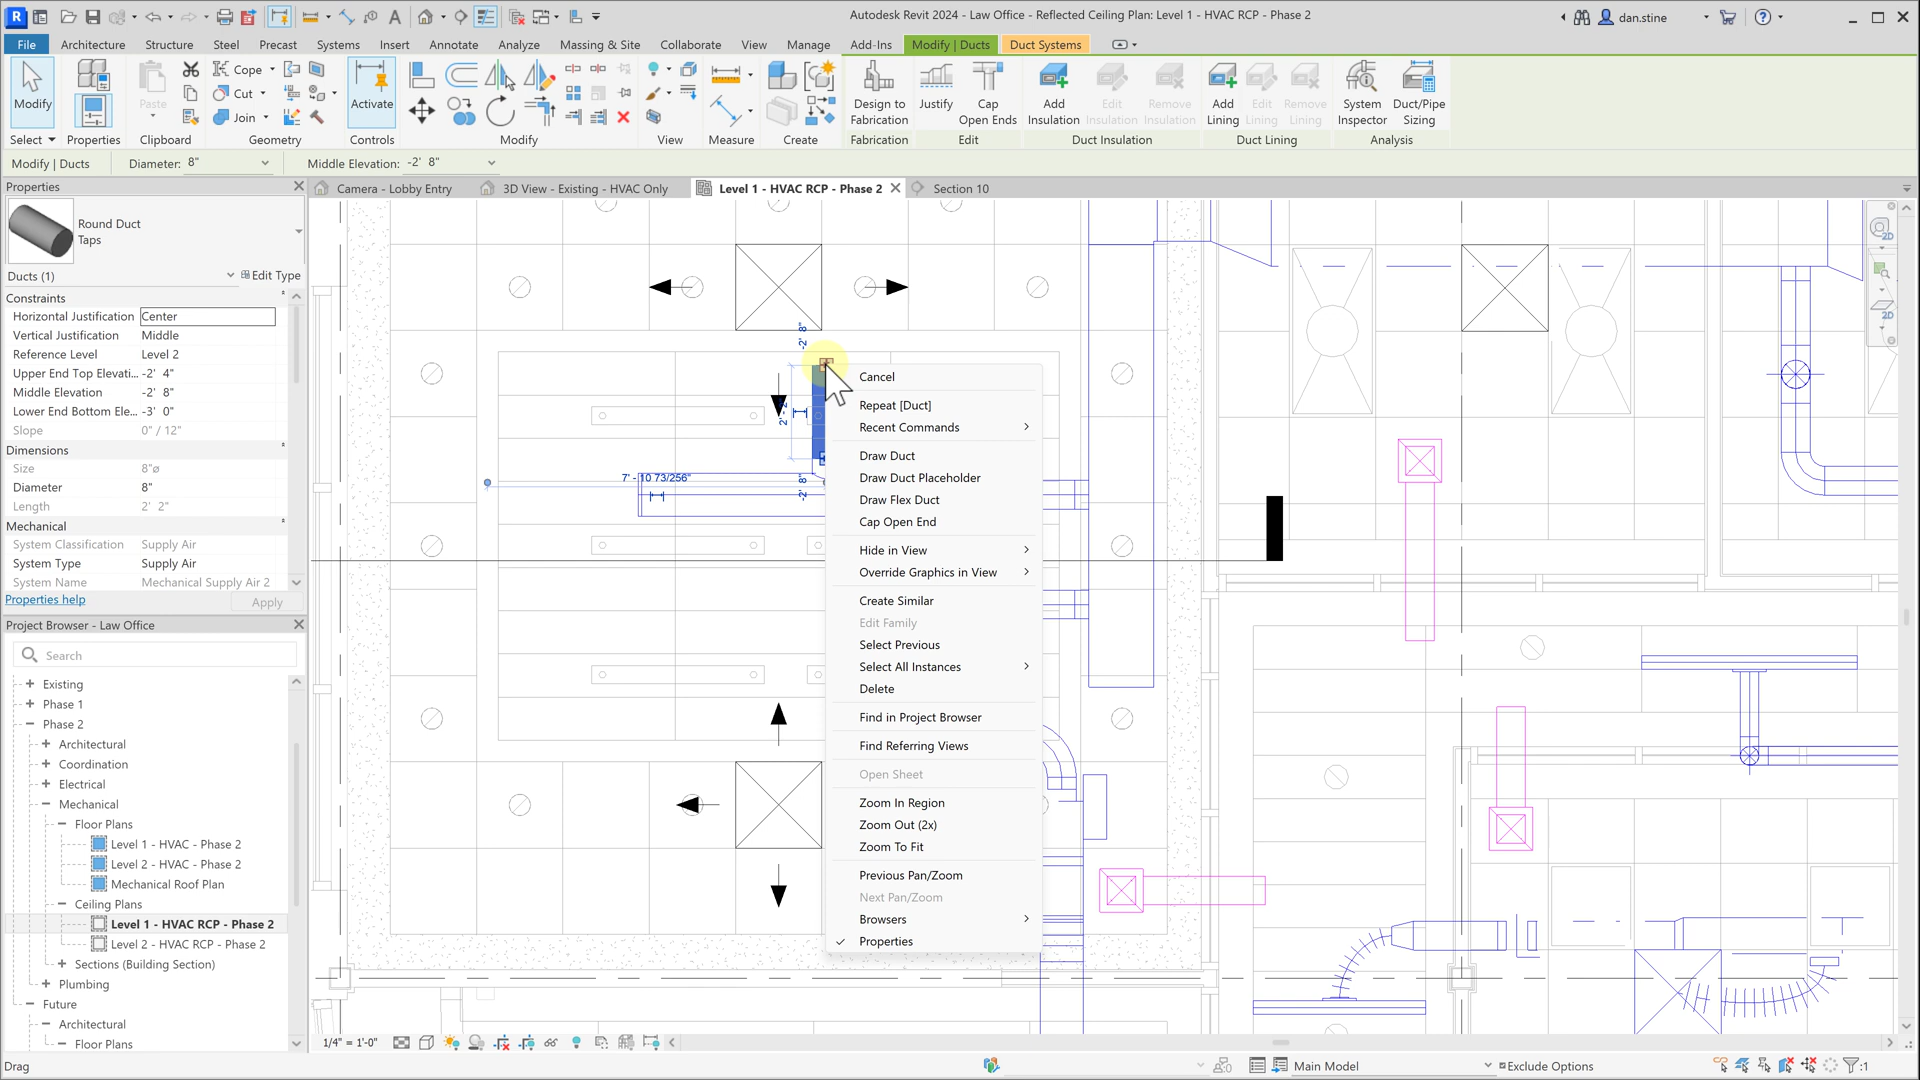 Autodesk Revit 2024 - Law Office - Reflected Ceiling Plan: Level 1 - HVAC RCP - Phase 2
dan.stine
File Architecture Structure Steel Precast Systems Insert Annotate Analyze Massing & Site Collaborate View Manage Add-Ins Modify | Ducts Duct Systems
Modify
Select
Properties
Paste
Clipboard
Cope
Cut
Join
Geometry
Activate
Controls
Modify
View
Measure
Create
Design to Fabrication
Fabrication
Justify
Cap Open Ends
Edit
Add Insulation
Edit Insulation
Remove Insulation
Duct Insulation
Add Lining
Edit Lining
Remove Lining
Duct Lining
System Inspector
Duct/Pipe Sizing
Analysis
Modify | Ducts Diameter: 8" Middle Elevation: -2' 8"
Properties
Round Duct
Taps
Ducts (1) Edit Type
Constraints
Horizontal Justification Center
Vertical Justification Middle
Reference Level Level 2
Upper End Top Elevati... -2' 4"
Middle Elevation -2' 8"
Lower End Bottom Ele... -3' 0"
Slope 0" / 12"
Dimensions
Size 8"ø
Diameter 8"
Length 2' 2"
Mechanical
System Classification Supply Air
System Type Supply Air
System Name Mechanical Supply Air 2
Properties help Apply
Project Browser - Law Office
Search
Existing
Phase 1
Phase 2
Architectural
Coordination
Electrical
Mechanical
Floor Plans
Level 1 - HVAC - Phase 2
Level 2 - HVAC - Phase 2
Mechanical Roof Plan
Ceiling Plans
Level 1 - HVAC RCP - Phase 2
Level 2 - HVAC RCP - Phase 2
Sections (Building Section)
Plumbing
Future
Architectural
Floor Plans
Camera - Lobby Entry 3D View - Existing - HVAC Only Level 1 - HVAC RCP - Phase 2 Section 10
2D
2D
-2' 8"
7' - 10 73/256"
-2' 8"
Cancel
Repeat [Duct]
Recent Commands
Draw Duct
Draw Duct Placeholder
Draw Flex Duct
Cap Open End
Hide in View
Override Graphics in View
Create Similar
Edit Family
Select Previous
Select All Instances
Delete
Find in Project Browser
Find Referring Views
Open Sheet
Zoom In Region
Zoom Out (2x)
Zoom To Fit
Previous Pan/Zoom
Next Pan/Zoom
Browsers
Properties
1/4" = 1'-0"
Drag
Main Model
Exclude Options
:1